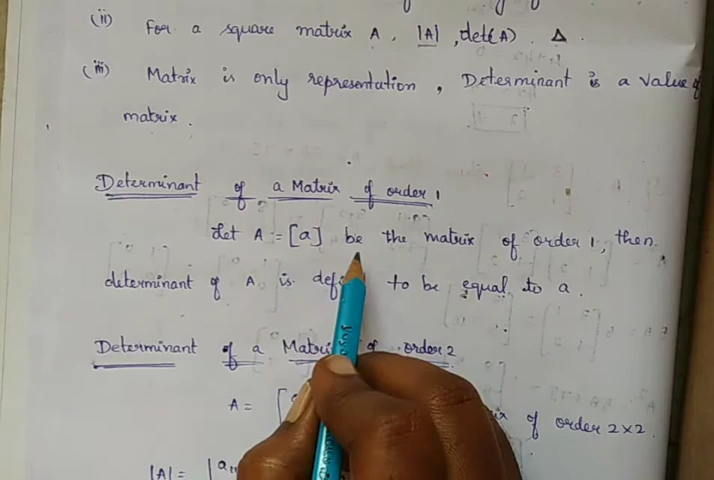 (ii) For a square matrix A, |A|, det(A). Δ.
(iii) Matrix is only representation, Determinant is a value of
matrix.
Determinant of a Matrix of order 1
Let A = [a] be the matrix of order 1, then
determinant of A is to be equal to a.
Determinant of a Matrix of order 2
A = [ of order 2×2.
|A| =